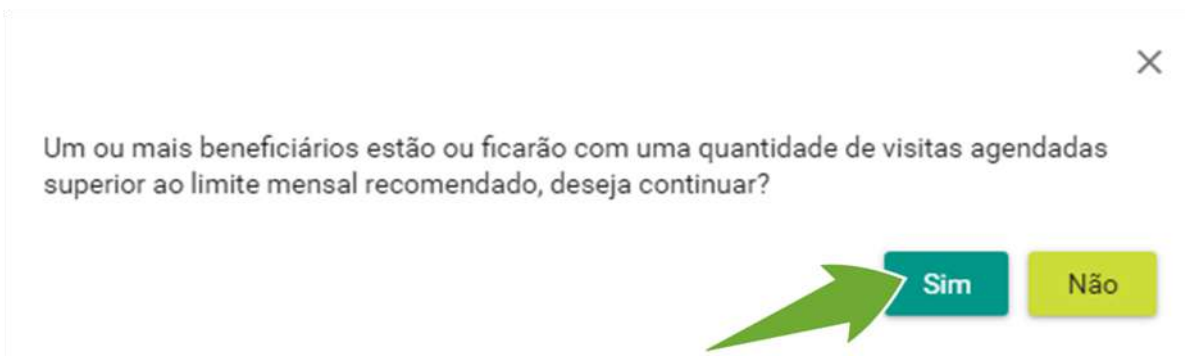 Um ou mais beneficiários estão ou ficarão com uma quantidade de visitas agendadas
superior ao limite mensal recomendado, deseja continuar?
Sim Não